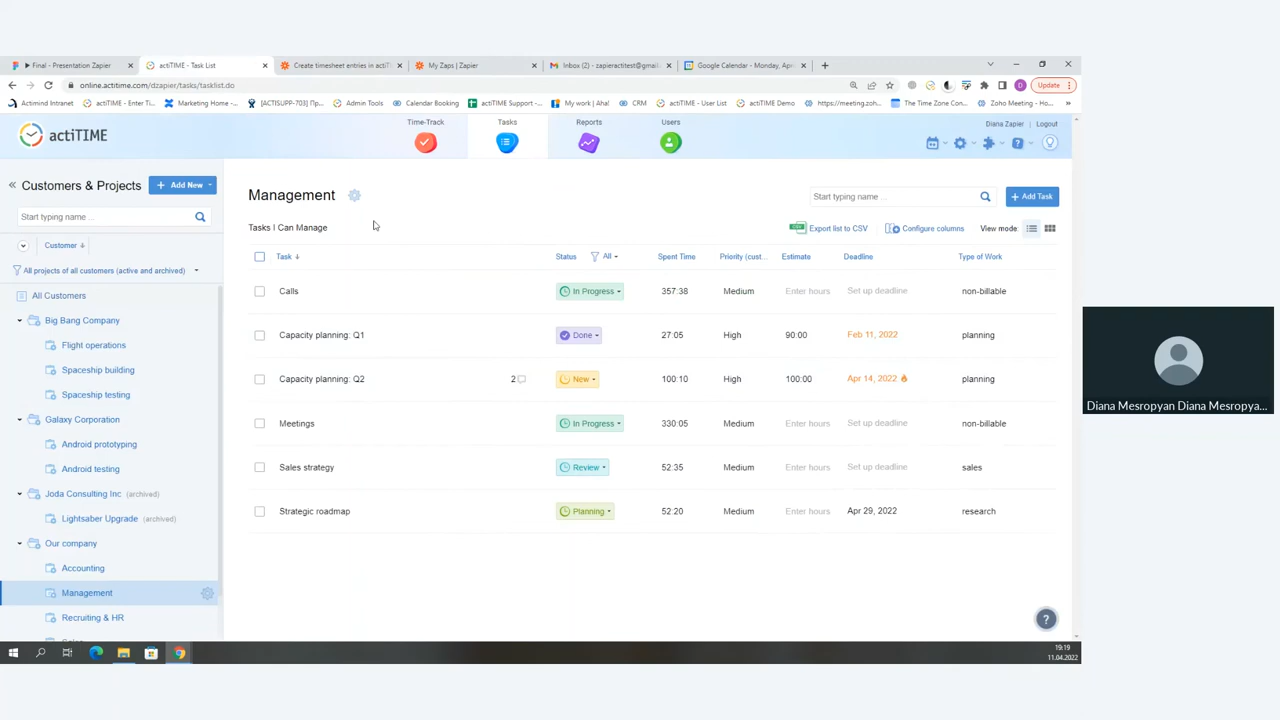 Final - Presentation Zapier
actiTIME - Task List
Create timesheet entries in actiT
My Zaps | Zapier
Inbox (2) - zapieractitest@gmail.
Google Calendar - Monday, April
online.actitime.com/dzapier/tasks/tasklist.do
Update
Actimind Intranet
actiTIME - Enter Ti...
Marketing Home -...
[ACTISUPP-703] Пр...
Admin Tools
Calendar Booking
actiTIME Support -...
My work | Aha!
CRM
actiTIME - User List
actiTIME Demo
https://meeting.zoh...
The Time Zone Con...
Zoho Meeting - Ho...
actiTIME
Time-Track
Tasks
Reports
Users
Diana Zapier
Logout
Customers & Projects
+ Add New
Start typing name ...
Customer ↓
All projects of all customers (active and archived)
All Customers
Big Bang Company
Flight operations
Spaceship building
Spaceship testing
Galaxy Corporation
Android prototyping
Android testing
Joda Consulting Inc (archived)
Lightsaber Upgrade (archived)
Our company
Accounting
Management
Recruiting & HR
Management
Start typing name ...
+ Add Task
Tasks I Can Manage
CSV
Export list to CSV
Configure columns
View mode:
Task ↓ Status All Spent Time Priority (cust... Estimate Deadline Type of Work
Calls In Progress 357:38 Medium Enter hours Set up deadline non-billable
Capacity planning: Q1 Done 27:05 High 90:00 Feb 11, 2022 planning
Capacity planning: Q2 2 New 100:10 High 100:00 Apr 14, 2022 planning
Meetings In Progress 330:05 Medium Enter hours Set up deadline non-billable
Sales strategy Review 52:35 Medium Enter hours Set up deadline sales
Strategic roadmap Planning 52:20 Medium Enter hours Apr 29, 2022 research
?
19:19
11.04.2022
Diana Mesropyan Diana Mesropya...